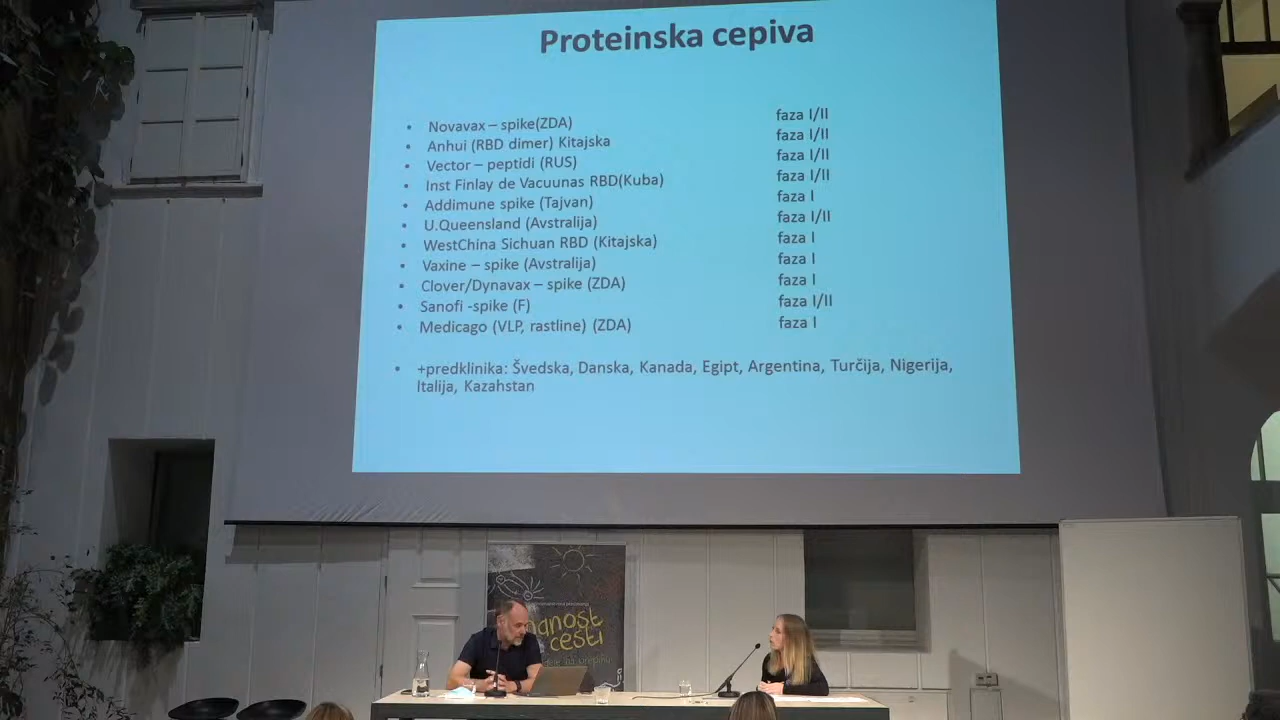 Proteinska cepiva
• Novavax – spike(ZDA) faza I/II
• Anhui (RBD dimer) Kitajska faza I/II
• Vector – peptidi (RUS) faza I/II
• Inst Finlay de Vacuunas RBD(Kuba) faza I/II
• Addimune spike (Tajvan) faza I
• U.Queensland (Avstralija) faza I/II
• WestChina Sichuan RBD (Kitajska) faza I
• Vaxine – spike (Avstralija) faza I
• Clover/Dynavax – spike (ZDA) faza I
• Sanofi -spike (F) faza I/II
• Medicago (VLP, rastline) (ZDA) faza I
• +predklinika: Švedska, Danska, Kanada, Egipt, Argentina, Turčija, Nigerija,
Italija, Kazahstan
cesti